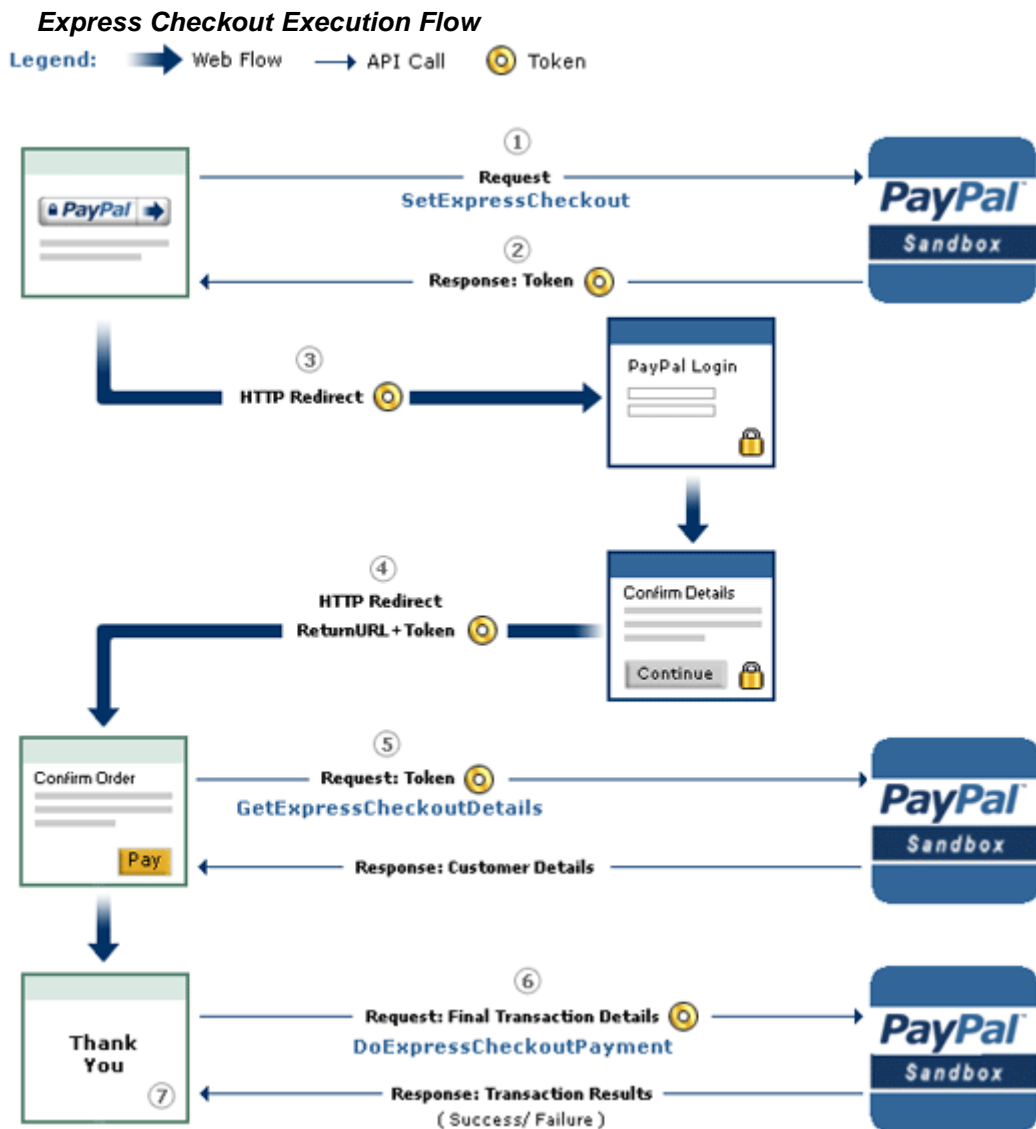 Express Checkout Execution Flow
Legend: Web Flow API Call Token
1
Request
SetExpressCheckout
PayPal
PayPal™
Sandbox
2
Response: Token
3
HTTP Redirect
PayPal Login
4
HTTP Redirect
ReturnURL+Token
Confirm Details
Continue
5
Confirm Order
Request: Token
GetExpressCheckoutDetails
Pay
Response: Customer Details
PayPal™
Sandbox
6
Request: Final Transaction Details
DoExpressCheckoutPayment
Thank
You
7
Response: Transaction Results
( Success/ Failure )
PayPal™
Sandbox